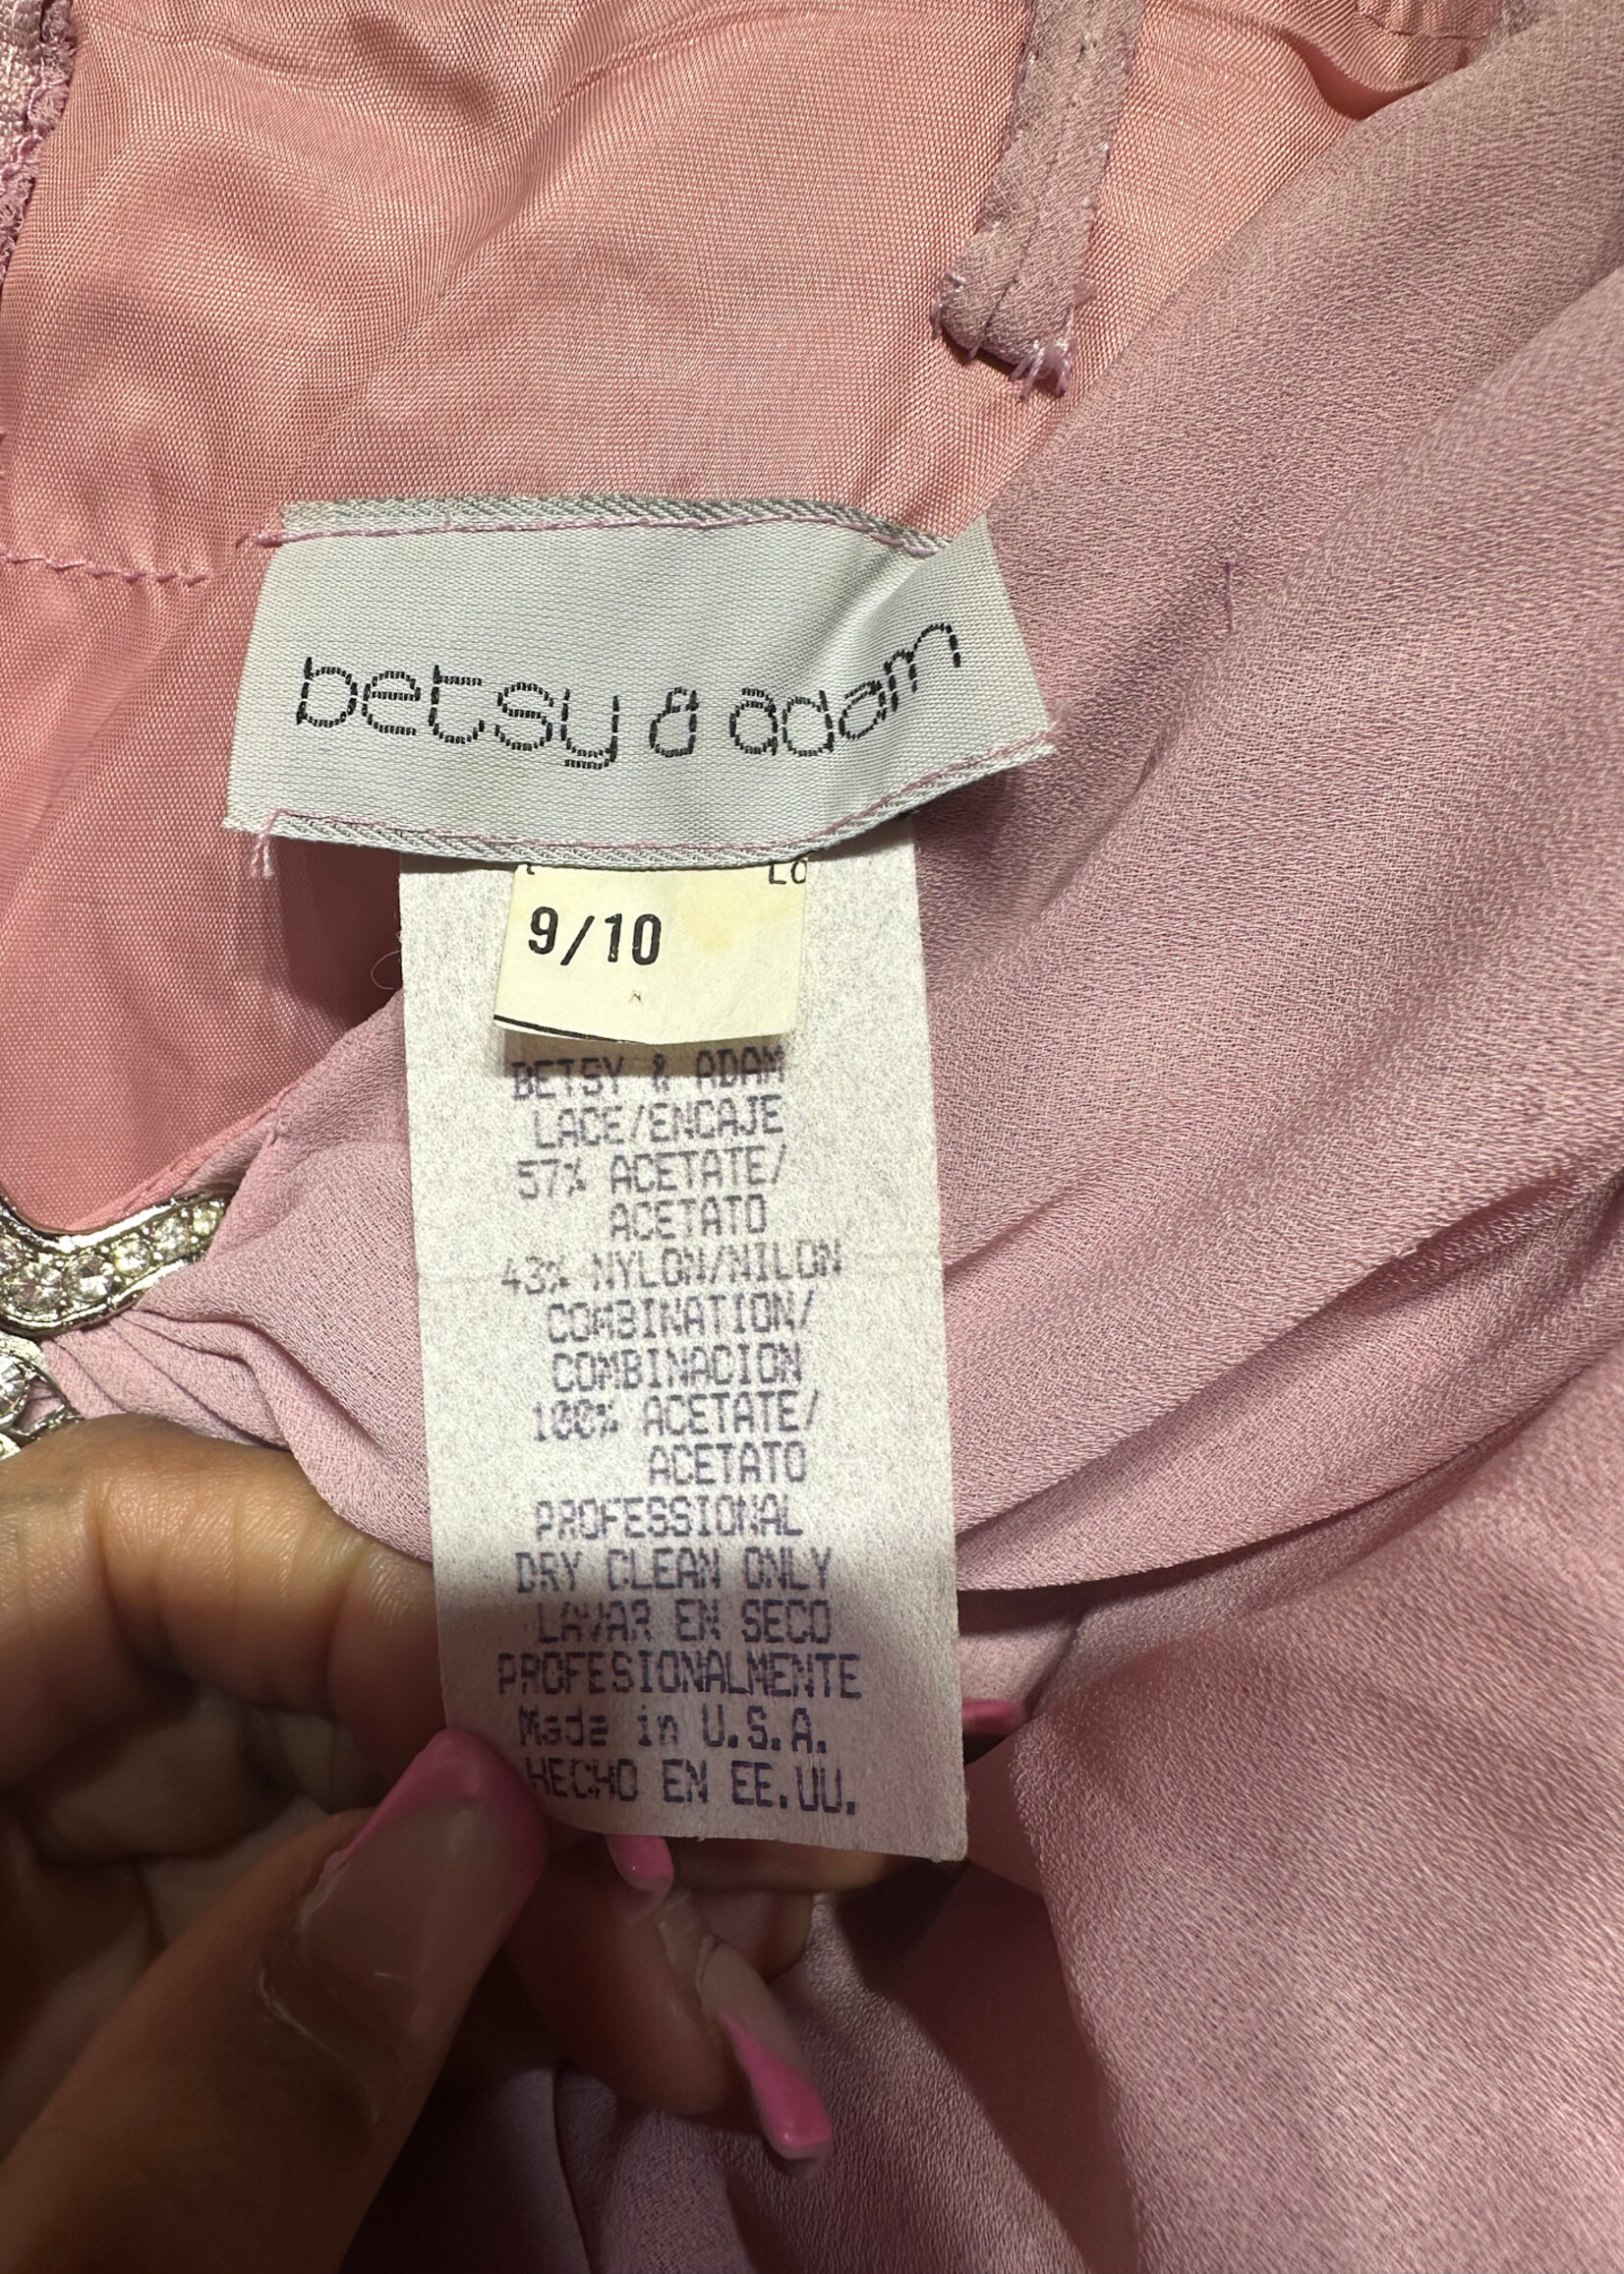 betsy & adam
9/10
BETSY & ADAM
LACE/ENCAJE
57% ACETATE/
ACETATO
43% NYLON/NILON
COMBINATION/
COMBINACION
100% ACETATE/
ACETATO
PROFESSIONAL
DRY CLEAN ONLY
LAVAR EN SECO
PROFESIONALMENTE
Made in U.S.A.
HECHO EN EE.UU.